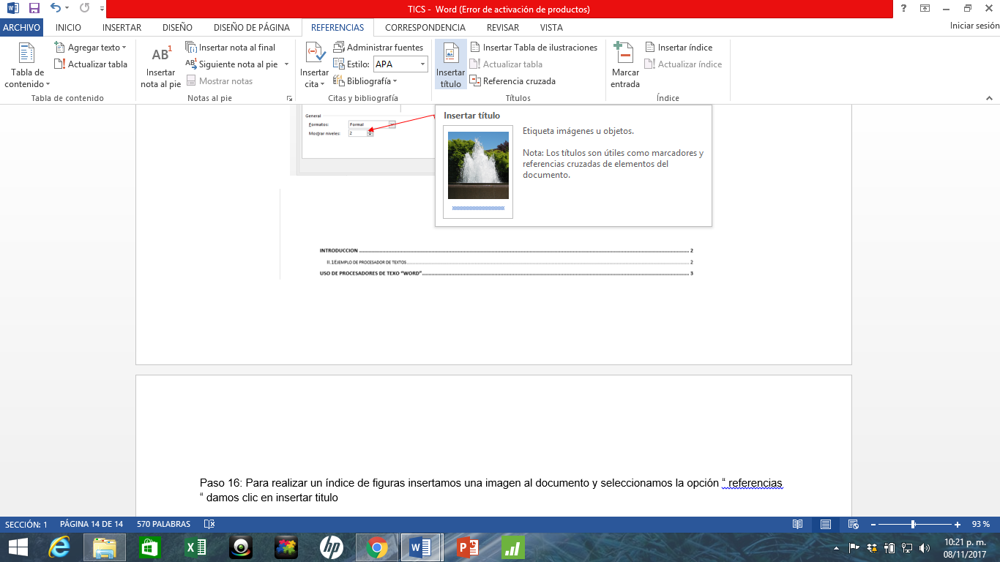 TICS - Word (Error de activación de productos)
ARCHIVO INICIO INSERTAR DISEÑO DISEÑO DE PÁGINA REFERENCIAS CORRESPONDENCIA REVISAR VISTA Iniciar sesión
Tabla de contenido
Agregar texto
Actualizar tabla
Tabla de contenido
AB1
Insertar nota al pie
Insertar nota al final
Siguiente nota al pie
Mostrar notas
Notas al pie
Insertar cita
Administrar fuentes
Estilo: APA
Bibliografía
Citas y bibliografía
Insertar título
Insertar Tabla de ilustraciones
Actualizar tabla
Referencia cruzada
Títulos
Marcar entrada
Insertar índice
Actualizar índice
Índice
General
Formatos: Formal
Mostrar niveles: 2
Insertar título
Etiqueta imágenes u objetos.
Nota: Los títulos son útiles como marcadores y
referencias cruzadas de elementos del
documento.
INTRODUCCION 2
II.1 EJEMPLO DE PROCESADOR DE TEXTOS 2
USO DE PROCESADORES DE TEXO “WORD” 3
Paso 16: Para realizar un índice de figuras insertamos una imagen al documento y seleccionamos la opción “ referencias
“ damos clic en insertar titulo
SECCIÓN: 1 PÁGINA 14 DE 14 570 PALABRAS 93 %
10:21 p. m.
08/11/2017